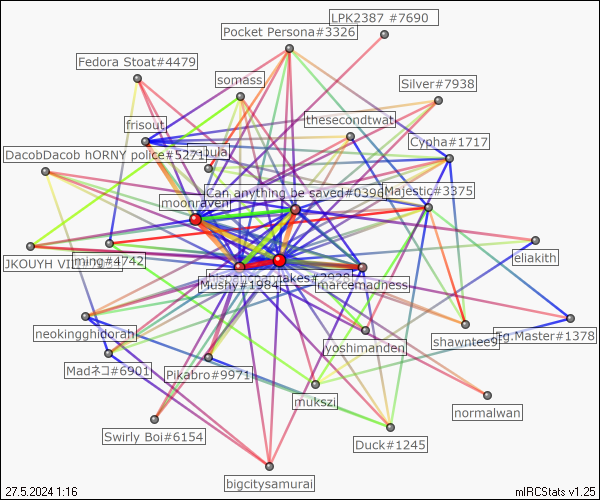 LPK2387 #7690
Pocket Persona#3326
Fedora Stoat#4479
somass
Silver#7938
thesecondtwat
frisout
Cypha#1717
DacobDacob hORNY police#5271
Can anything be saved#0396
Majestic#3375
moonraven
eliakith
JKOUYH
ming#4742
Mushy#1984
marcemadness
neokingghidorah
Eg.Master#1378
yoshimanden
shawntee9
Madネコ#6901
Pikabro#9971
mukszi
normalwan
Swirly Boi#6154
Duck#1245
bigcitysamurai
27.5.2024 1:16
mIRCStats v1.25